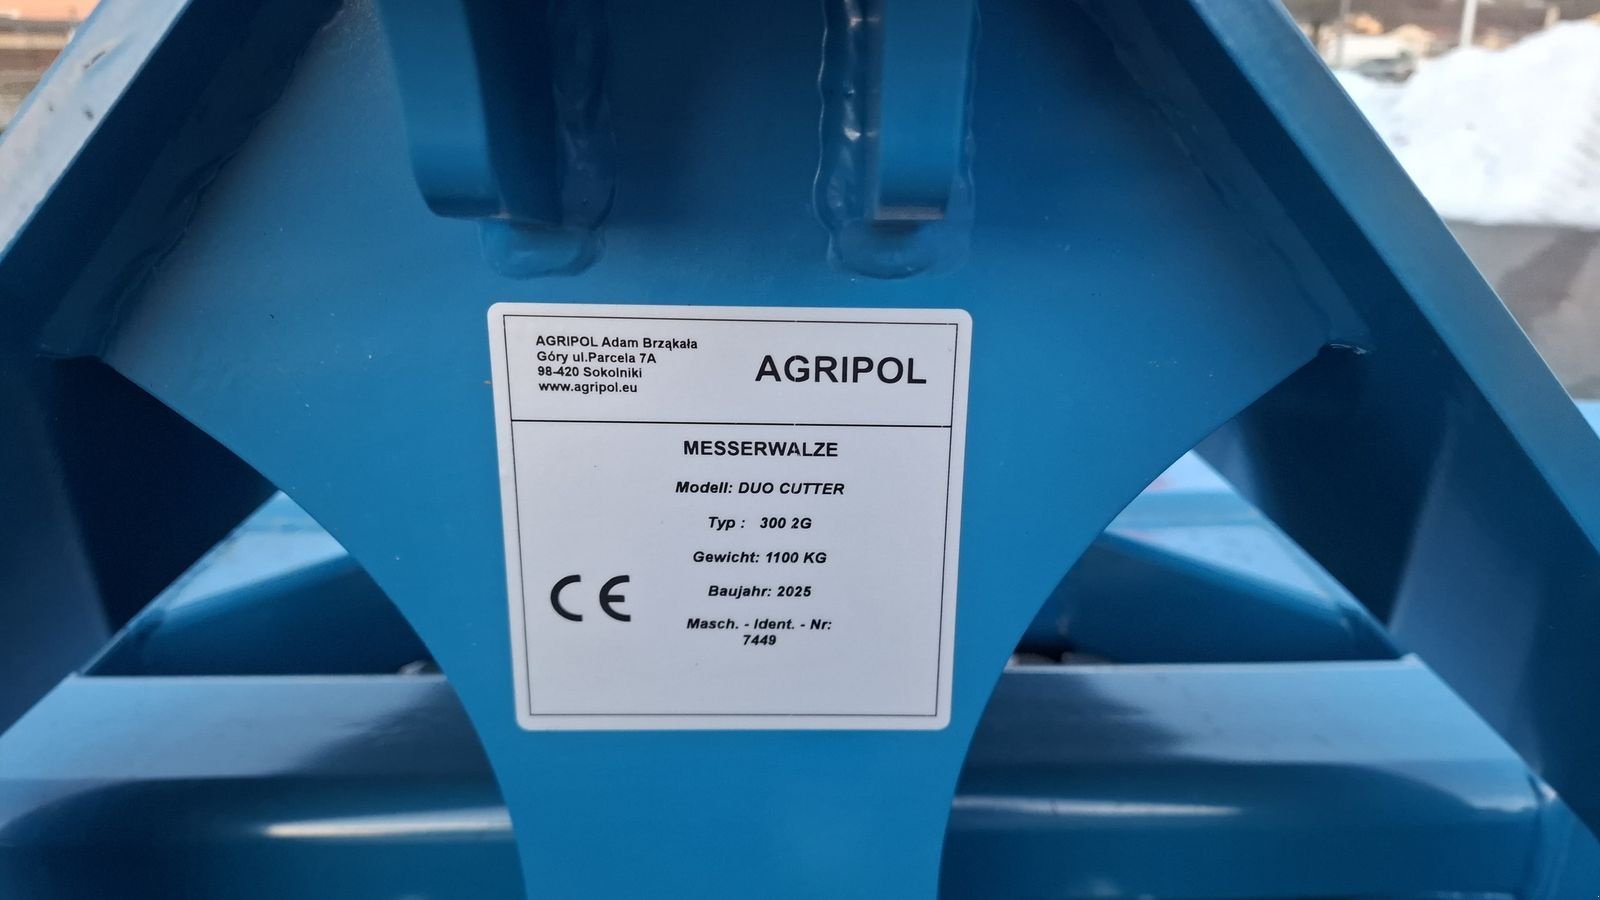 AGRIPOL Adam Brząkała
Góry ul.Parcela 7A
98-420 Sokolniki
www.agripol.eu
AGRIPOL
MESSERWALZE
Modell: DUO CUTTER
Typ : 300 2G
Gewicht: 1100 KG
Baujahr: 2025
Masch. - Ident. - Nr:
7449
CE